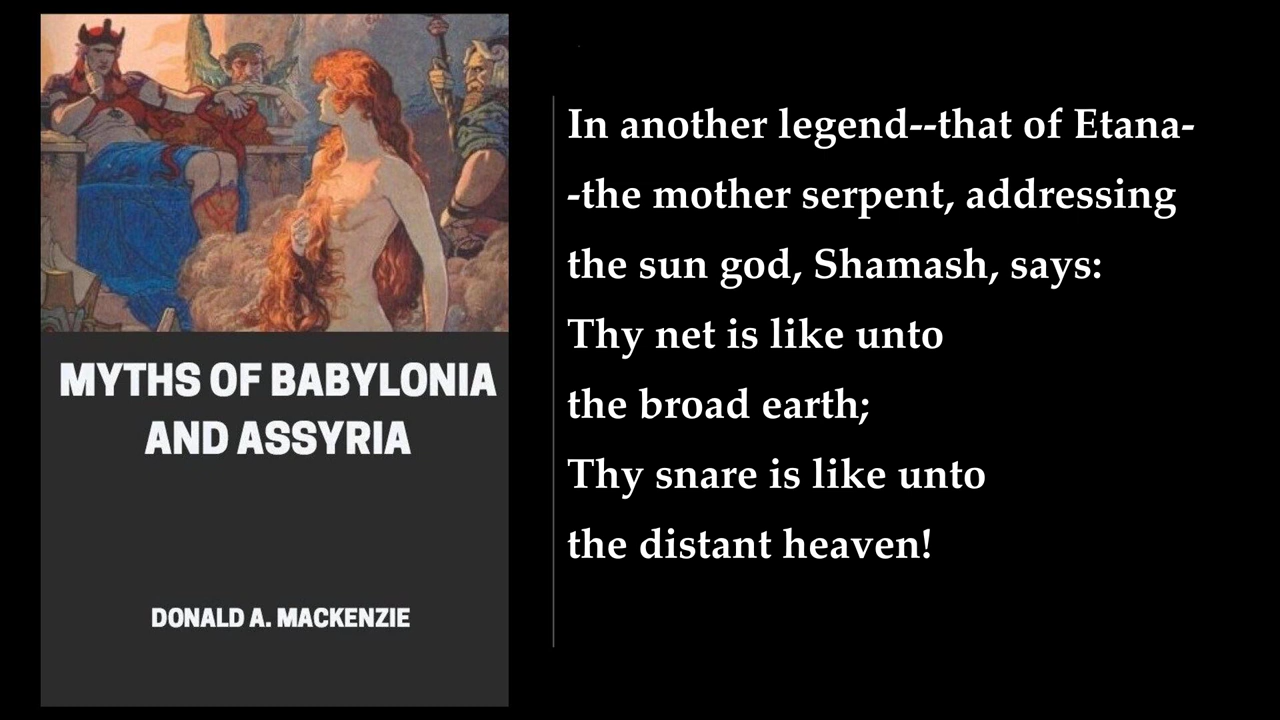 MYTHS OF BABYLONIA
AND ASSYRIA
DONALD A. MACKENZIE
In another legend--that of Etana-
-the mother serpent, addressing
the sun god, Shamash, says:
Thy net is like unto
the broad earth;
Thy snare is like unto
the distant heaven!